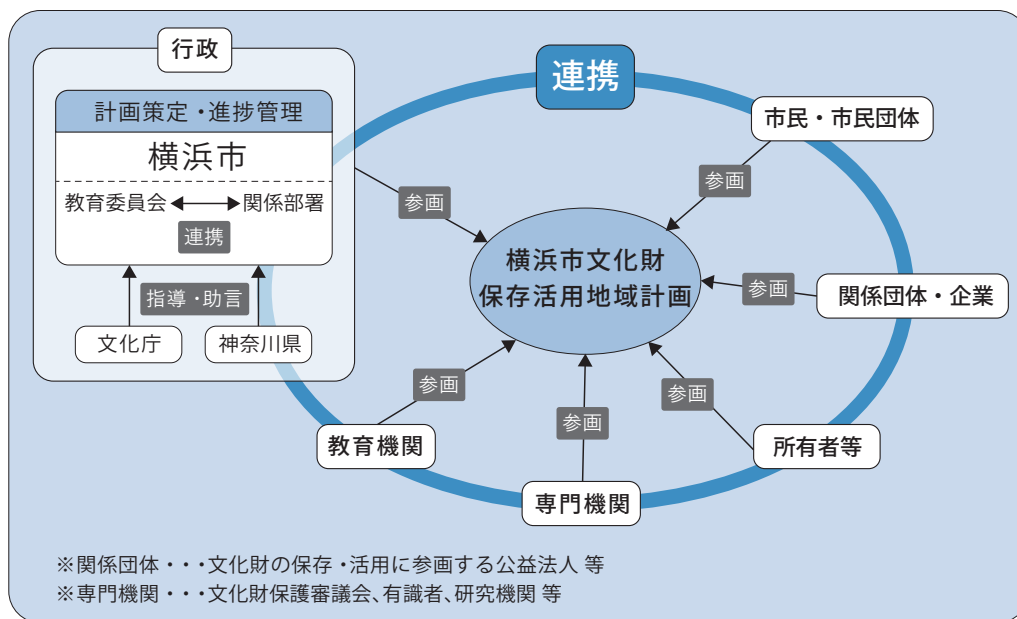 行政
計画策定・進捗管理
横浜市
教育委員会
関係部署
連携
指導・助言
文化庁
神奈川県
連携
市民・市民団体
参画
参画
横浜市文化財
保存活用地域計画
参画
関係団体・企業
参画
参画
参画
教育機関
所有者等
専門機関
※関係団体・・・文化財の保存・活用に参画する公益法人 等
※専門機関・・・文化財保護審議会、有識者、研究機関 等